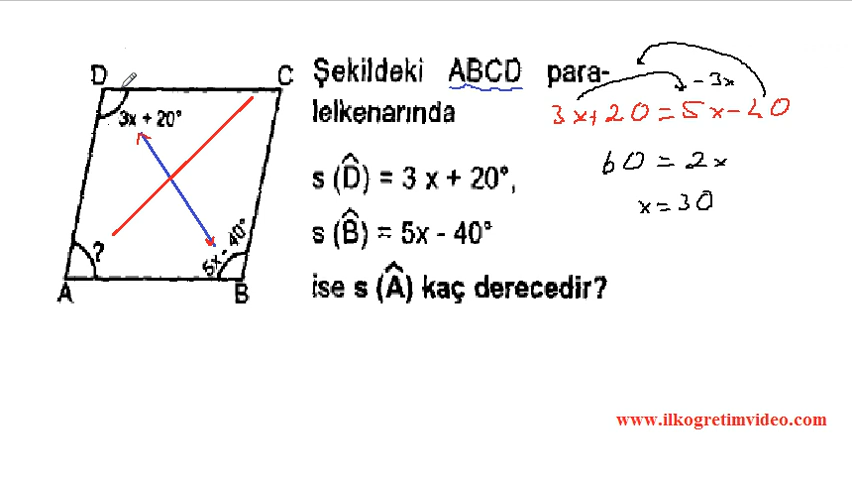 D
C
3x + 20°
?
5x - 40°
A
B
Şekildeki ABCD para-
lelkenarında
s (D̂) = 3 x + 20°,
s (B̂) = 5x - 40°
ise s (Â) kaç derecedir?
- 3x
3x+20=5x-40
60=2x
x=30
www.ilkogretimvideo.com